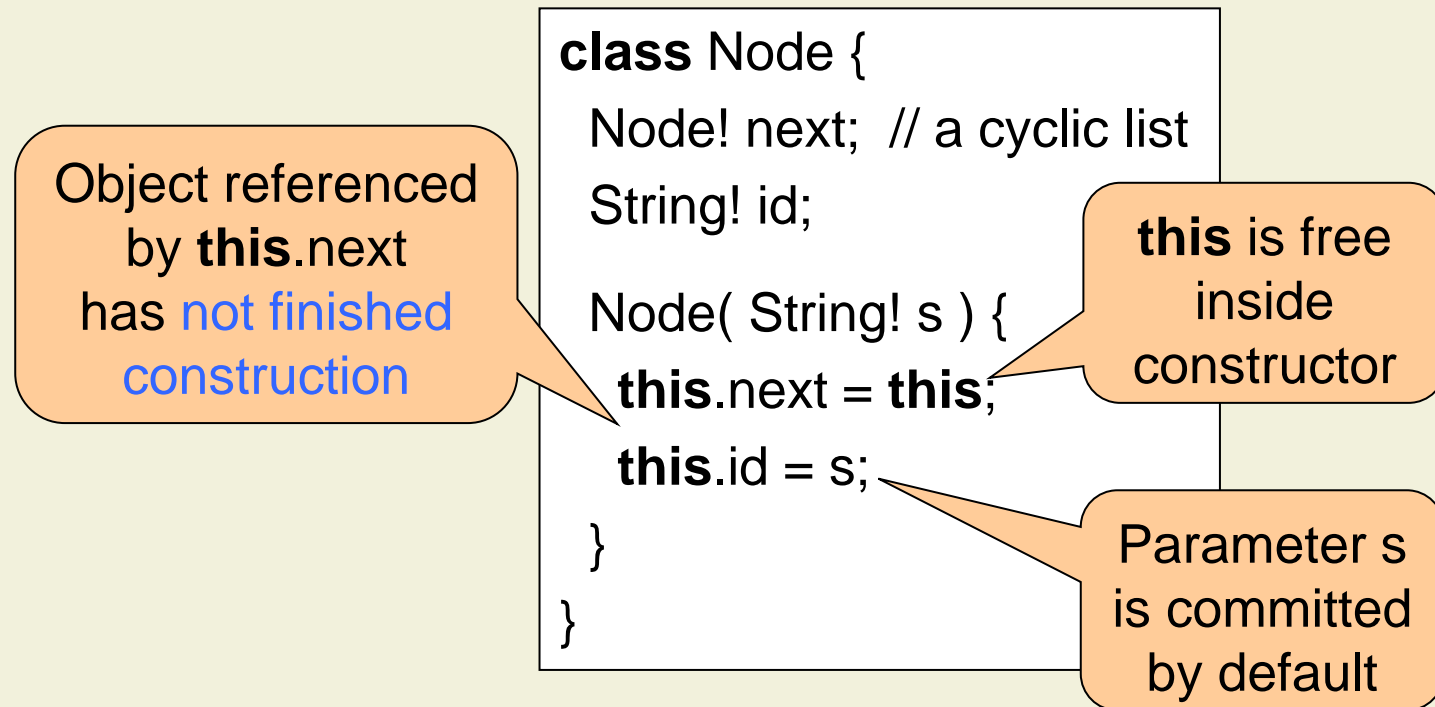 class Node {
Node! next; // a cyclic list
String! id;
Node( String! s ) {
this.next = this;
this.id = s;
}
}
Object referenced
by this.next
has not finished
construction
this is free
inside
constructor
Parameter s
is committed
by default